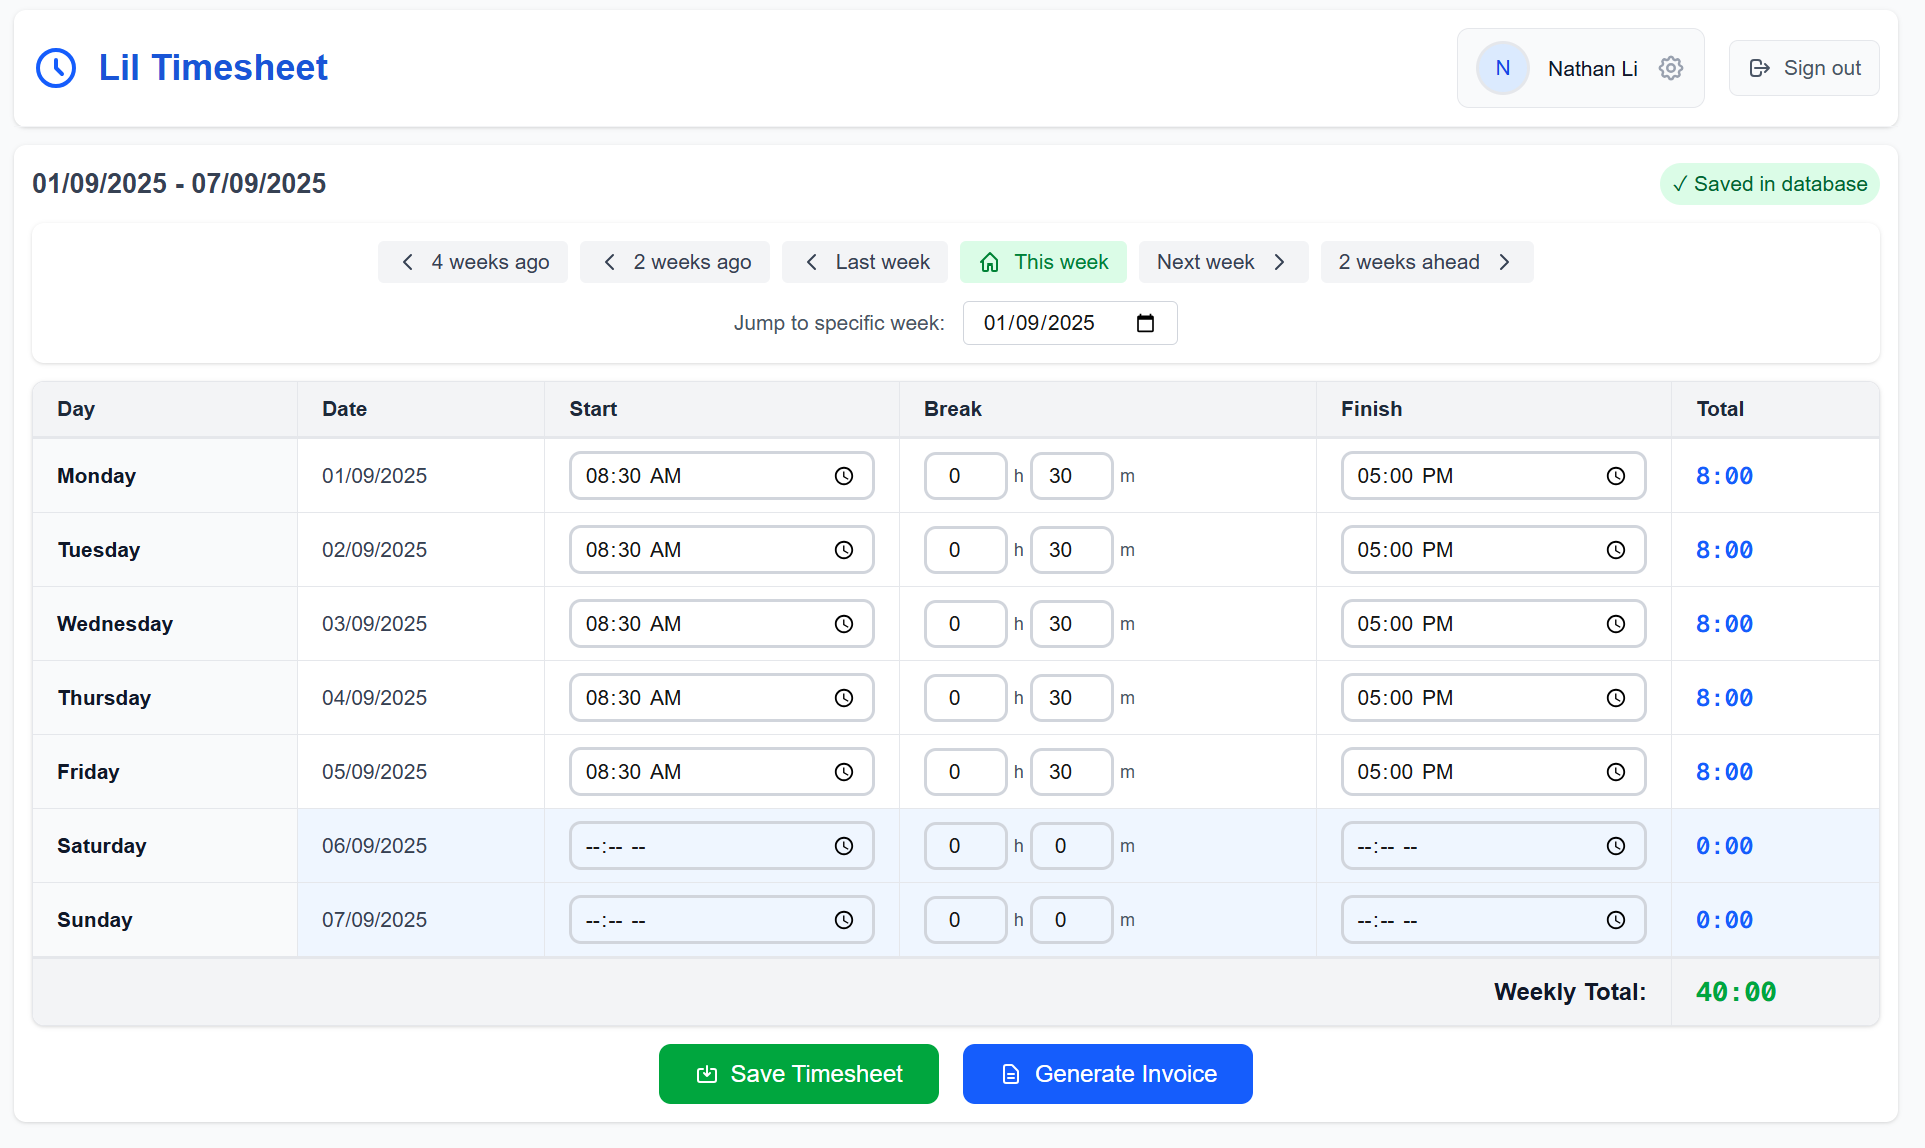 Lil Timesheet
N Nathan Li Sign out
01/09/2025 - 07/09/2025 ✓ Saved in database
4 weeks ago 2 weeks ago Last week This week Next week 2 weeks ahead
Jump to specific week: 01/09/2025
Day Date Start Break Finish Total
Monday 01/09/2025 08:30 AM 0 h 30 m 05:00 PM 8:00
Tuesday 02/09/2025 08:30 AM 0 h 30 m 05:00 PM 8:00
Wednesday 03/09/2025 08:30 AM 0 h 30 m 05:00 PM 8:00
Thursday 04/09/2025 08:30 AM 0 h 30 m 05:00 PM 8:00
Friday 05/09/2025 08:30 AM 0 h 30 m 05:00 PM 8:00
Saturday 06/09/2025 --:-- -- 0 h 0 m --:-- -- 0:00
Sunday 07/09/2025 --:-- -- 0 h 0 m --:-- -- 0:00
Weekly Total: 40:00
Save Timesheet Generate Invoice